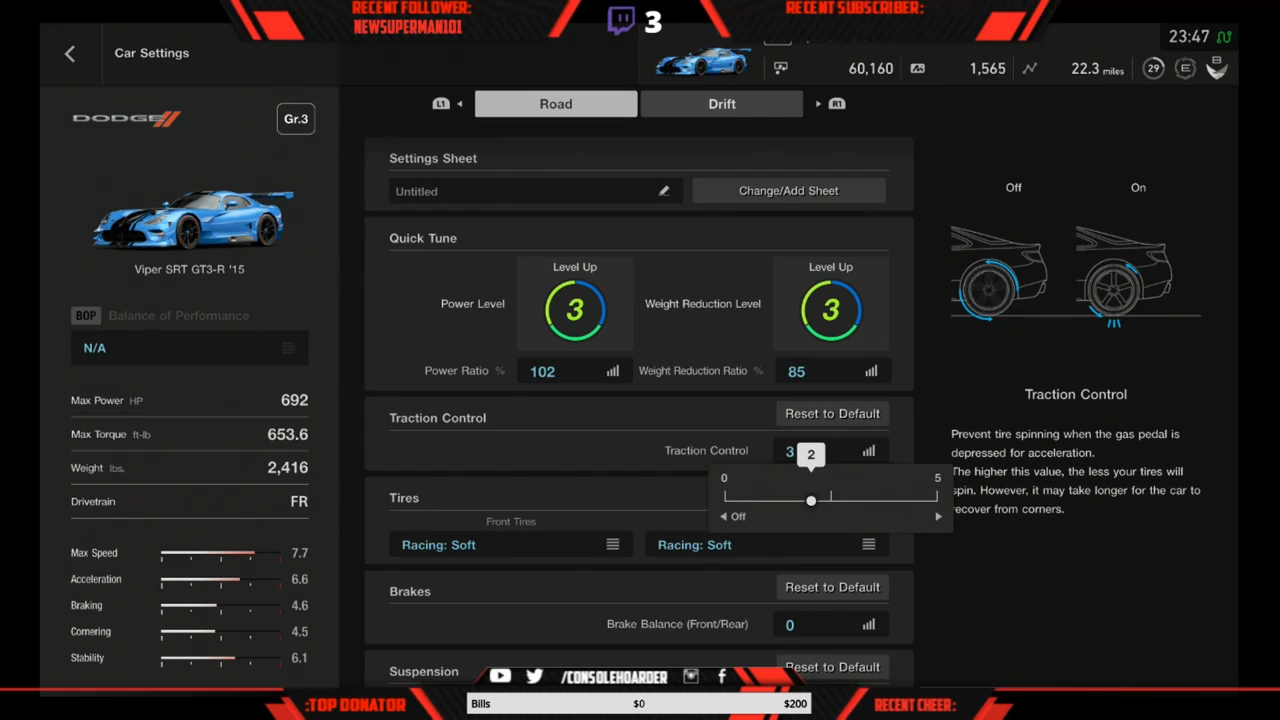 RECENT FOLLOWER:
NEWSUPERMAN101
3
RECENT SUBSCRIBER:
23:47
Car Settings
60,160
1,565
22.3 miles
29
E
DODGE
Gr.3
L1
Road
Drift
R1
Settings Sheet
Untitled
Change/Add Sheet
Off
On
Quick Tune
Viper SRT GT3-R '15
Power Level
Level Up
3
Weight Reduction Level
Level Up
3
BOP Balance of Performance
N/A
Power Ratio %
102
Weight Reduction Ratio %
85
Max Power HP
692
Max Torque ft-lb
653.6
Weight lbs.
2,416
Drivetrain
FR
Traction Control
Reset to Default
Traction Control
3
2
0
5
Off
Traction Control
Prevent tire spinning when the gas pedal is
depressed for acceleration.
The higher this value, the less your tires will
spin. However, it may take longer for the car to
recover from corners.
Tires
Front Tires
Racing: Soft
Racing: Soft
Max Speed
7.7
Acceleration
6.6
Braking
4.6
Cornering
4.5
Stability
6.1
Brakes
Reset to Default
Brake Balance (Front/Rear)
0
Suspension
Reset to Default
/CONSOLEHOARDER
:TOP DONATOR
Bills
$0
$200
RECENT CHEER: